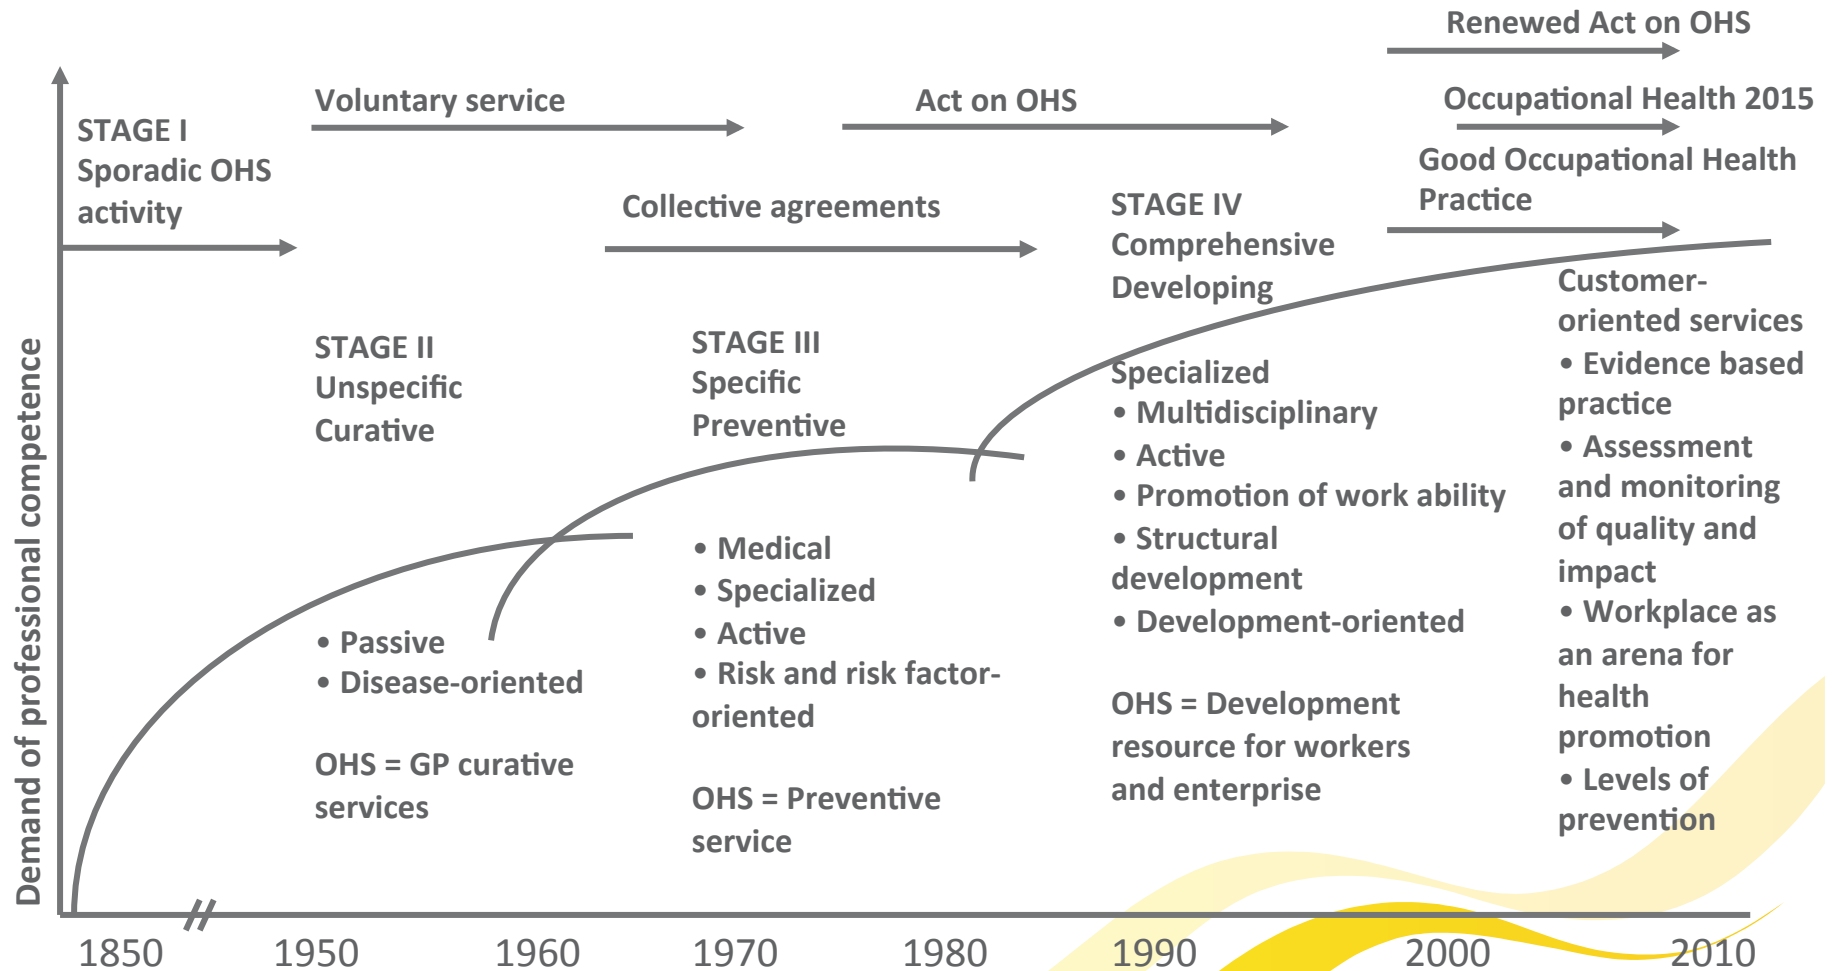 Renewed Act on OHS
Voluntary service
Act on OHS
Occupational Health 2015
STAGE I
Sporadic OHS
activity
Good Occupational Health
Practice
Collective agreements
STAGE IV
Comprehensive
Developing
STAGE II
Unspecific
Curative
STAGE III
Specific
Preventive
• Passive
• Disease-oriented
OHS = GP curative
services
• Medical
• Specialized
• Active
• Risk and risk factor-
oriented
OHS = Preventive
service
Specialized
• Multidisciplinary
• Active
• Promotion of work ability
• Structural
development
• Development-oriented
OHS = Development
resource for workers
and enterprise
Customer-
oriented services
• Evidence based
practice
• Assessment
and monitoring
of quality and
impact
• Workplace as
an arena for
health
promotion
• Levels of
prevention
Demand of professional competence
1850 1950 1960 1970 1980 1990 2000 2010